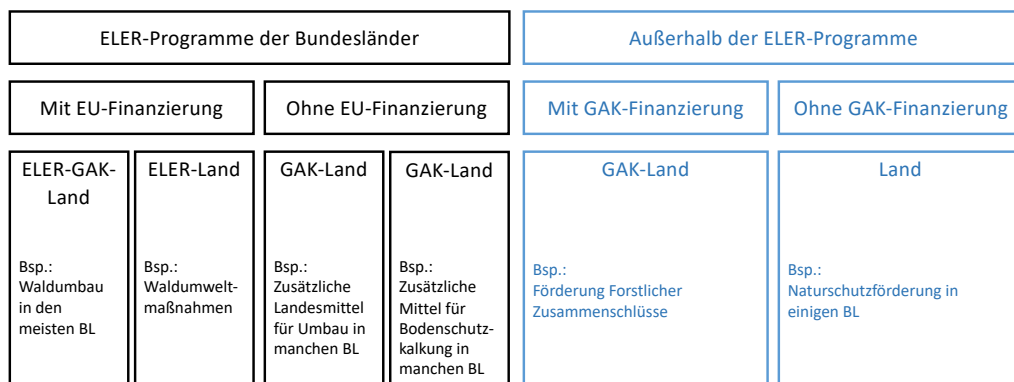 ELER-Programme der Bundesländer
Außerhalb der ELER-Programme
Mit EU-Finanzierung
Ohne EU-Finanzierung
Mit GAK-Finanzierung
Ohne GAK-Finanzierung
ELER-GAK-
Land
Bsp.:
Waldumbau
in den
meisten BL
ELER-Land
Bsp.:
Waldumwelt-
maßnahmen
GAK-Land
Bsp.:
Zusätzliche
Landesmittel
für Umbau in
manchen BL
GAK-Land
Bsp.:
Zusätzliche
Mittel für
Bodenschutz-
kalkung in
manchen BL
GAK-Land
Bsp.:
Förderung Forstlicher
Zusammenschlüsse
Land
Bsp.:
Naturschutzförderung in
einigen BL